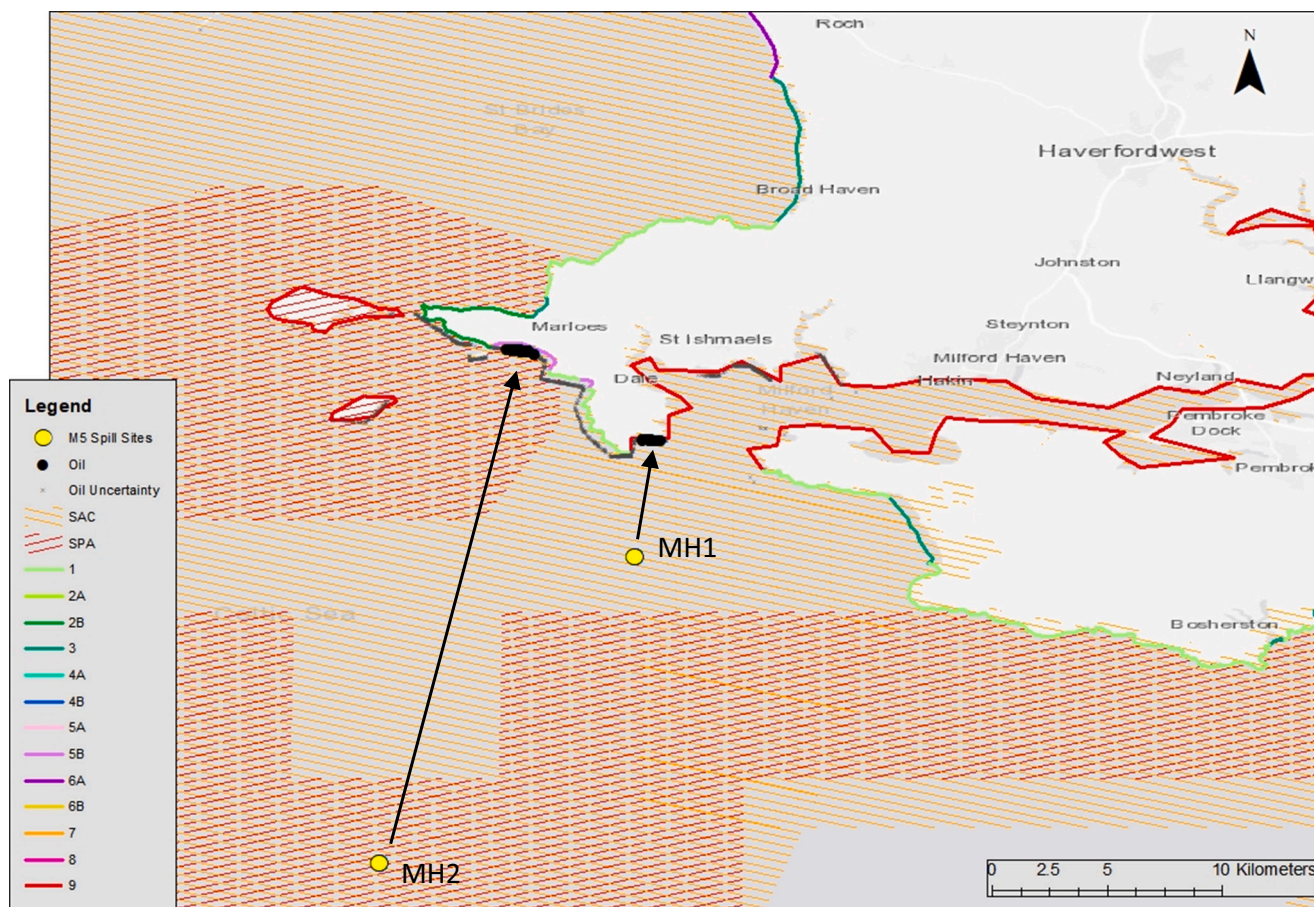 Roch
N
St Brides
Bay
Haverfordwest
Broad Haven
Johnston
Llangw
Steynton
Marloes
St Ishmaels
Milford Haven
Dale
Hakin
Neyland
Milford
Haven
Pembroke
Dock
Pembrok
MH1
Celtic Sea
Bosherston
MH2
Legend
M5 Spill Sites
Oil
Oil Uncertainty
SAC
SPA
1
2A
2B
3
4A
4B
5A
5B
6A
6B
7
8
9
0 2.5 5 10 Kilometers